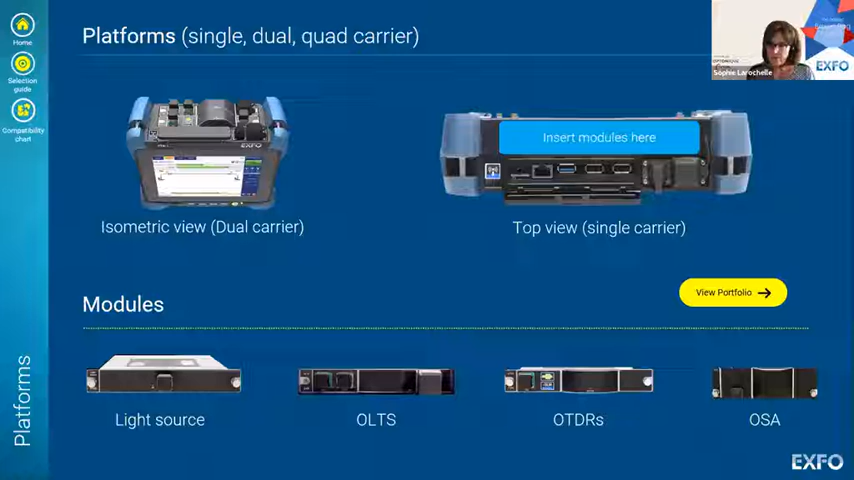 Home
Selection
guide
Compatibility
chart
Platforms
Platforms (single, dual, quad carrier)
Sophie Larochelle
EXFO
EXFO
Insert modules here
Isometric view (Dual carrier)
Top view (single carrier)
Modules
View Portfolio
Light source
OLTS
OTDRs
OSA
EXFO